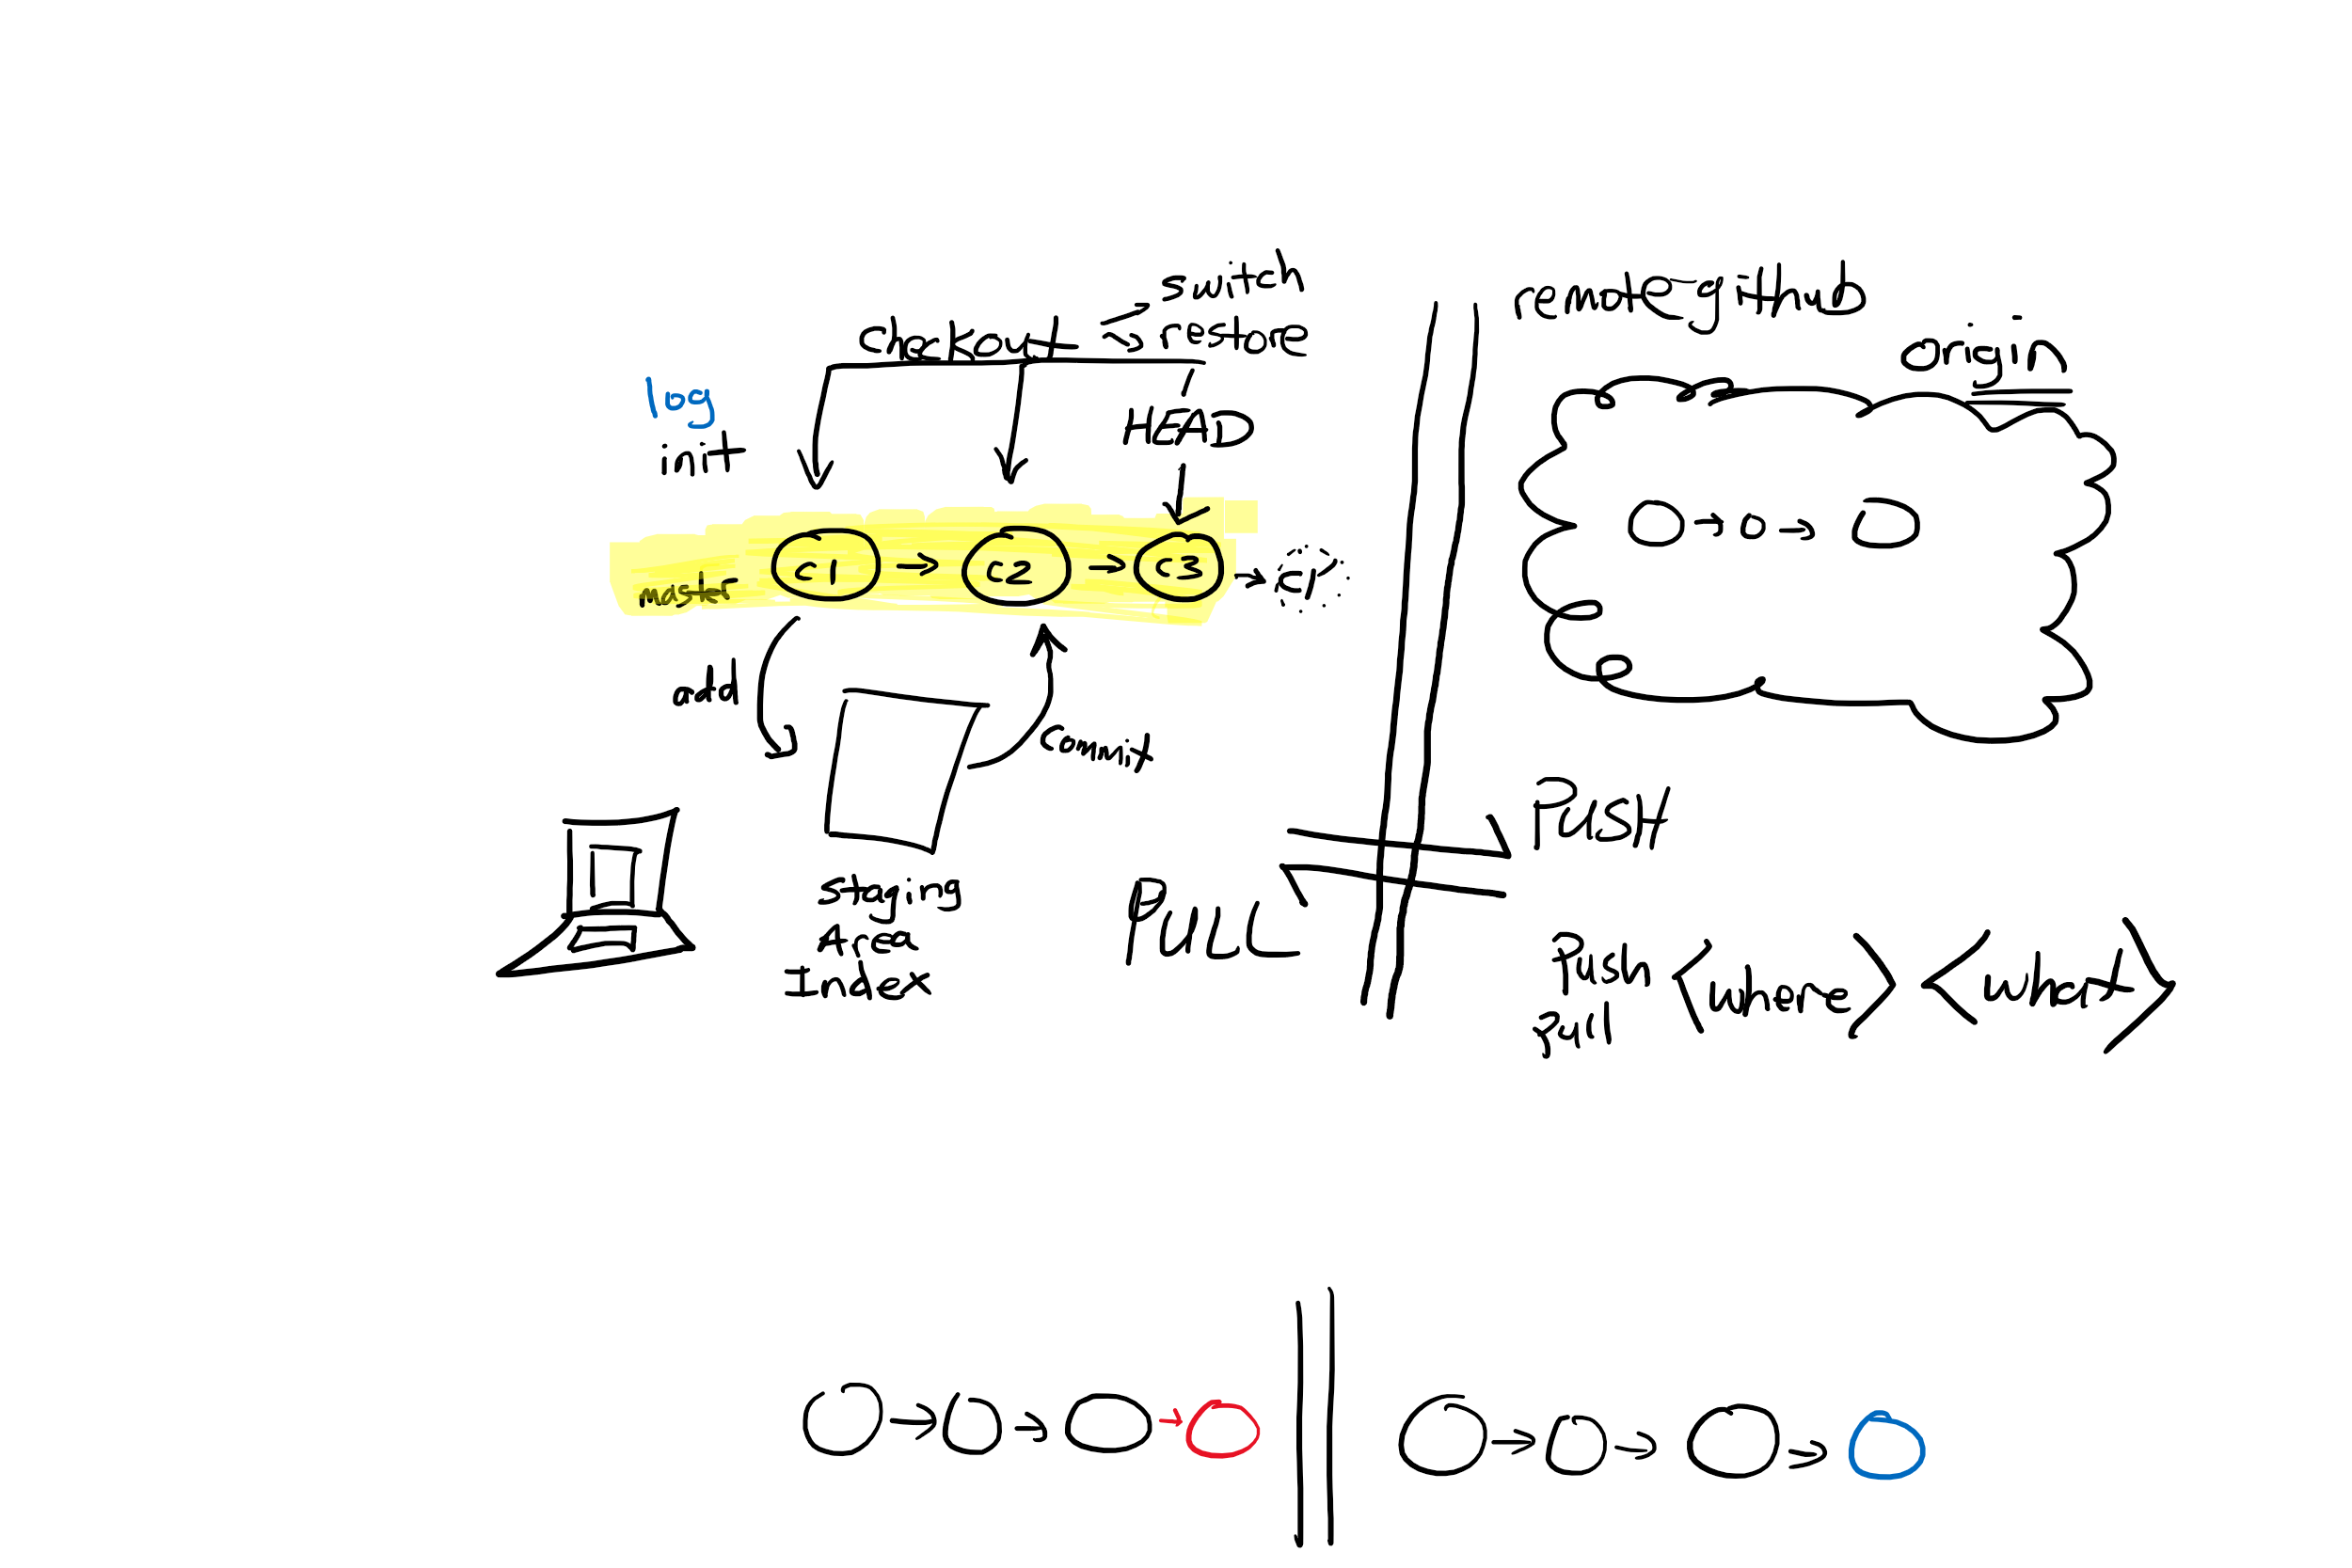 switch
checkout
restore
HEAD
log
init
master
c1
c2
c3
add
commit
staging
Area
Index
remote github
origin
PUSH
PULL
Push
pull
<where> <what>